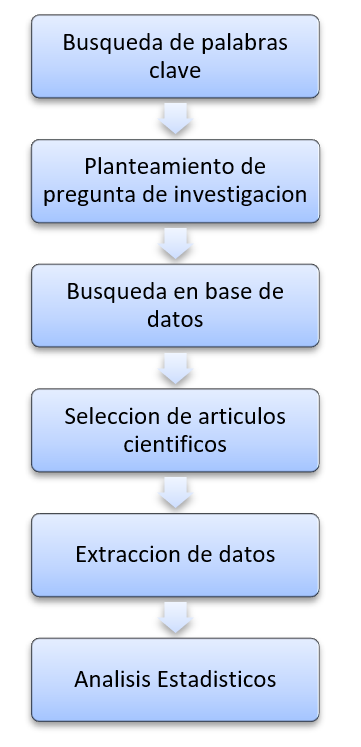 Busqueda de palabras
clave
Planteamiento de
pregunta de investigacion
Busqueda en base de
datos
Seleccion de articulos
cientificos
Extraccion de datos
Analisis Estadisticos